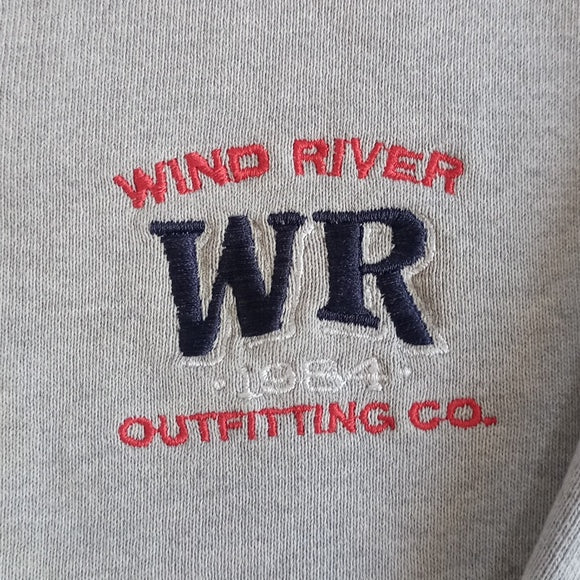 WIND RIVER
WR
·1984·
OUTFITTING CO.